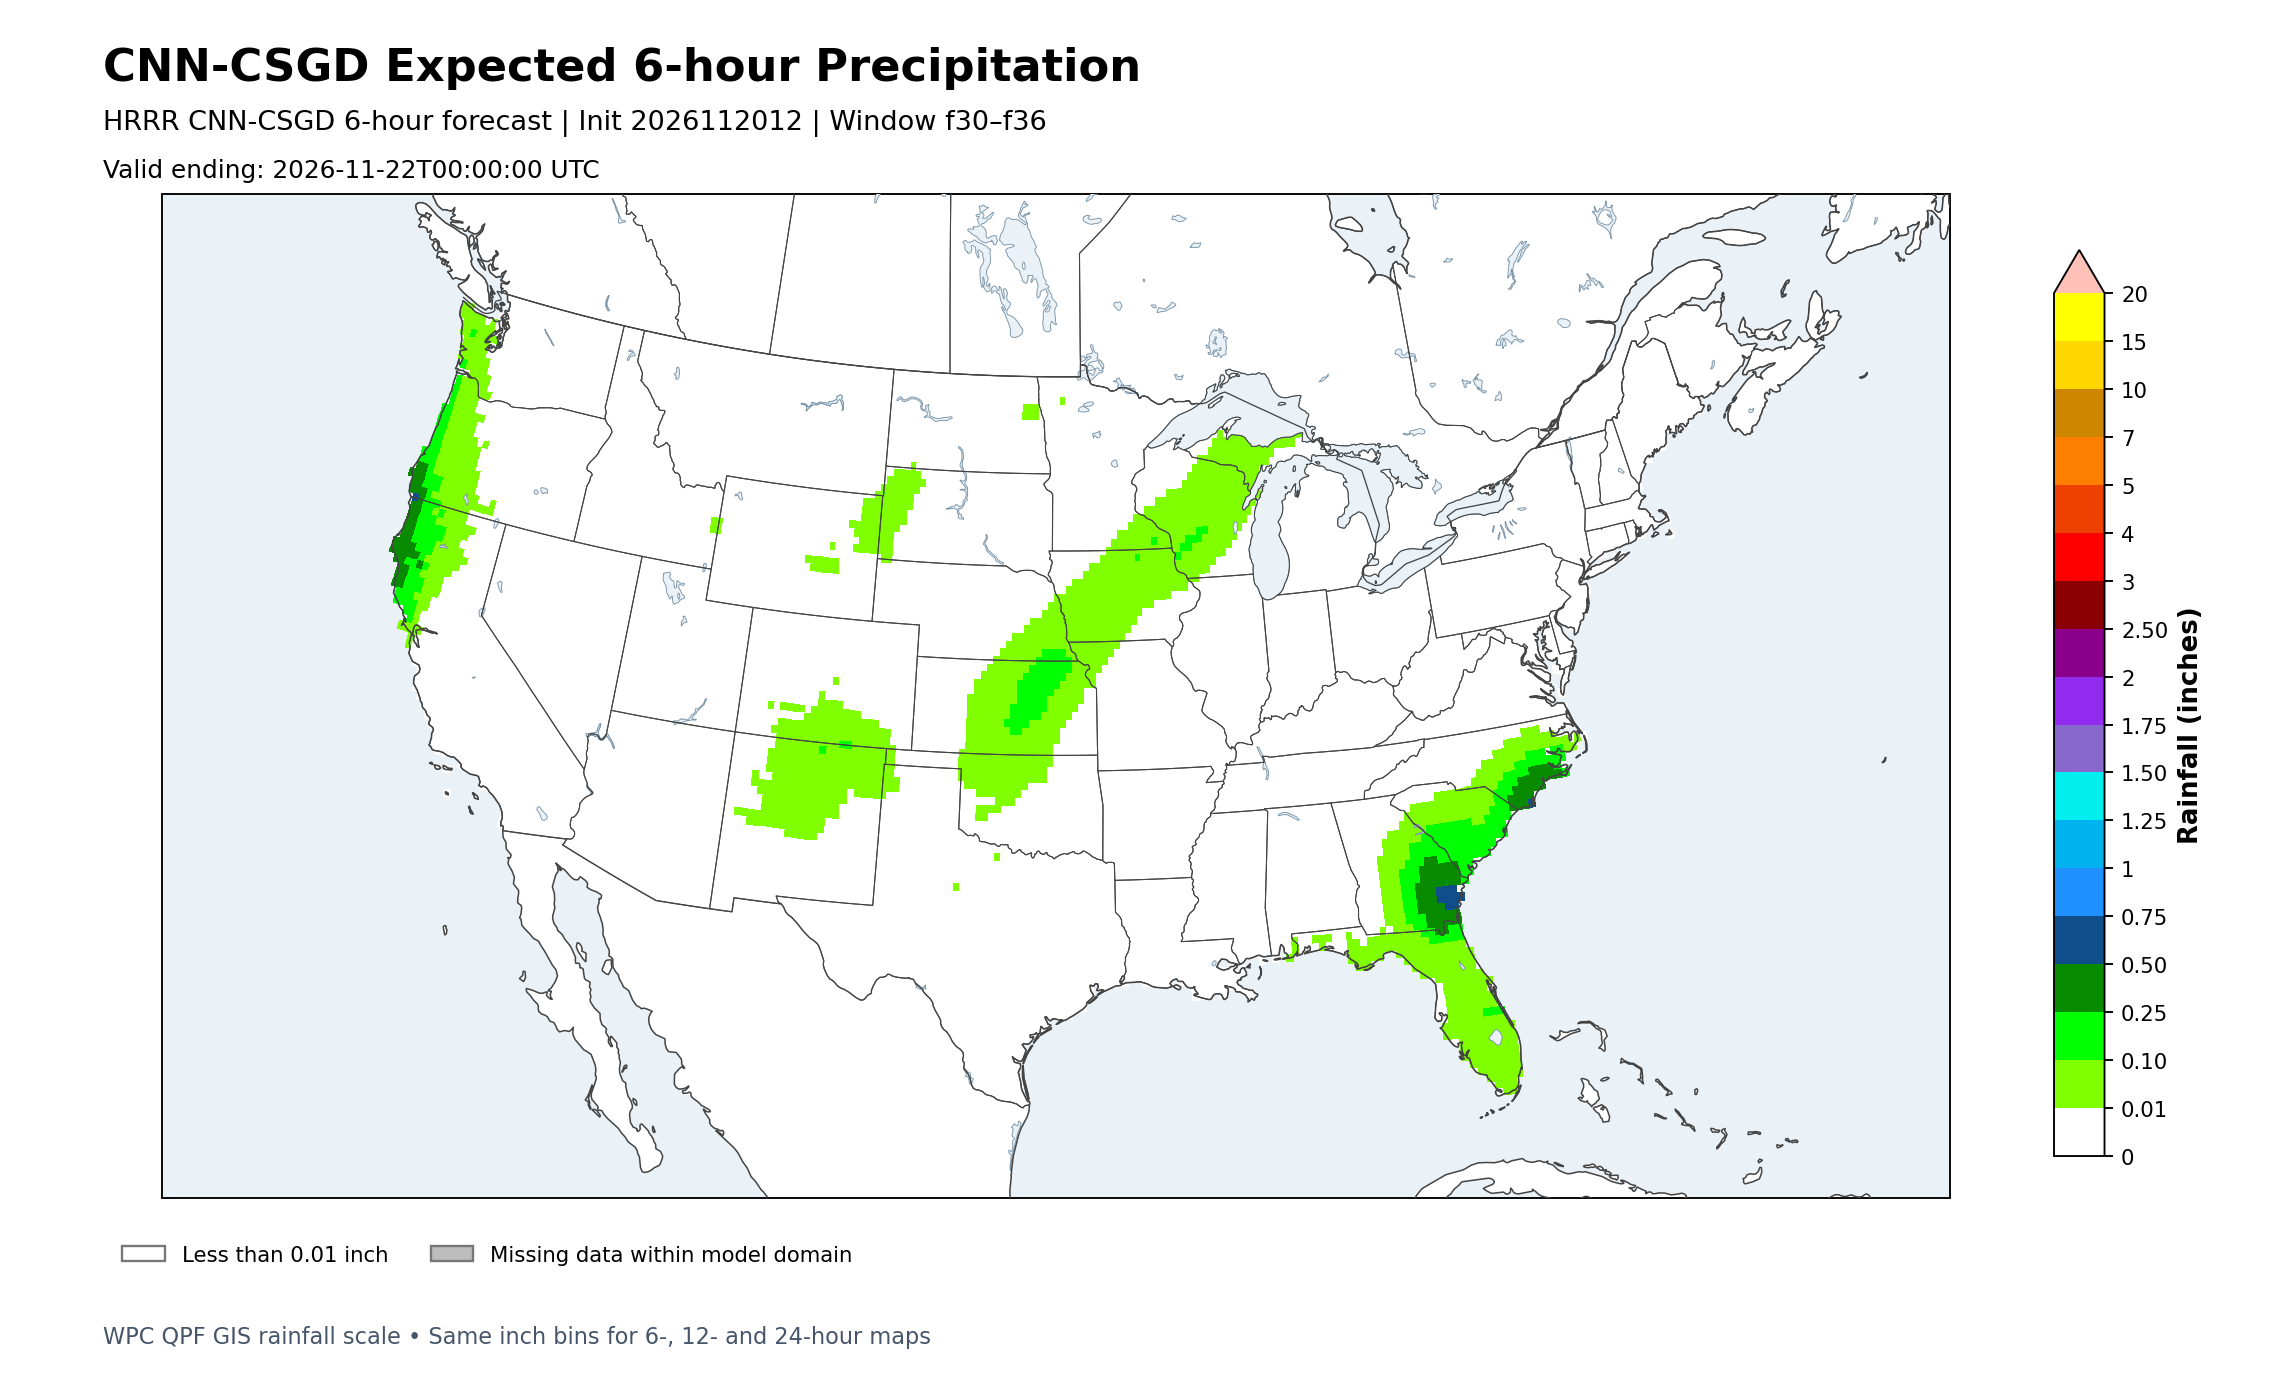 CNN-CSGD Expected 6-hour Precipitation
HRRR CNN-CSGD 6-hour forecast | Init 2026112012 | Window f30–f36
Valid ending: 2026-11-22T00:00:00 UTC
20
15
10
7
5
4
3
2.50
2
1.75
1.50
1.25
1
0.75
0.50
0.25
0.10
0.01
0
Rainfall (inches)
Less than 0.01 inch
Missing data within model domain
WPC QPF GIS rainfall scale • Same inch bins for 6-, 12- and 24-hour maps